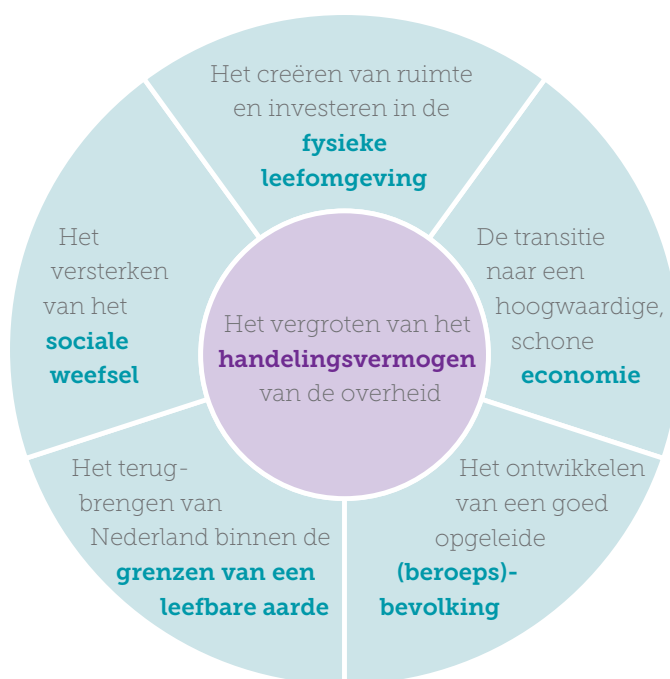 Het creëren van ruimte
en investeren in de
fysieke
leefomgeving
De transitie
naar een
hoogwaardige,
schone
economie
Het ontwikkelen
van een goed
opgeleide
(beroeps)-
bevolking
Het terug-
brengen van
Nederland binnen de
grenzen van een
leefbare aarde
Het
versterken
van het
sociale
weefsel
Het vergroten van het
handelingsvermogen
van de overheid